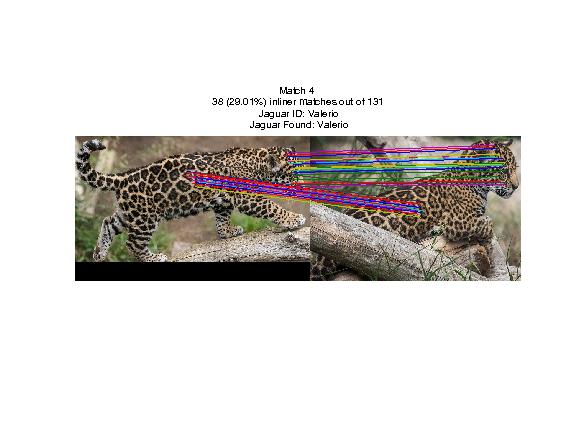 Match 4
38 (29.01%) inliner matches out of 131
Jaguar ID: Valerio
Jaguar Found: Valerio